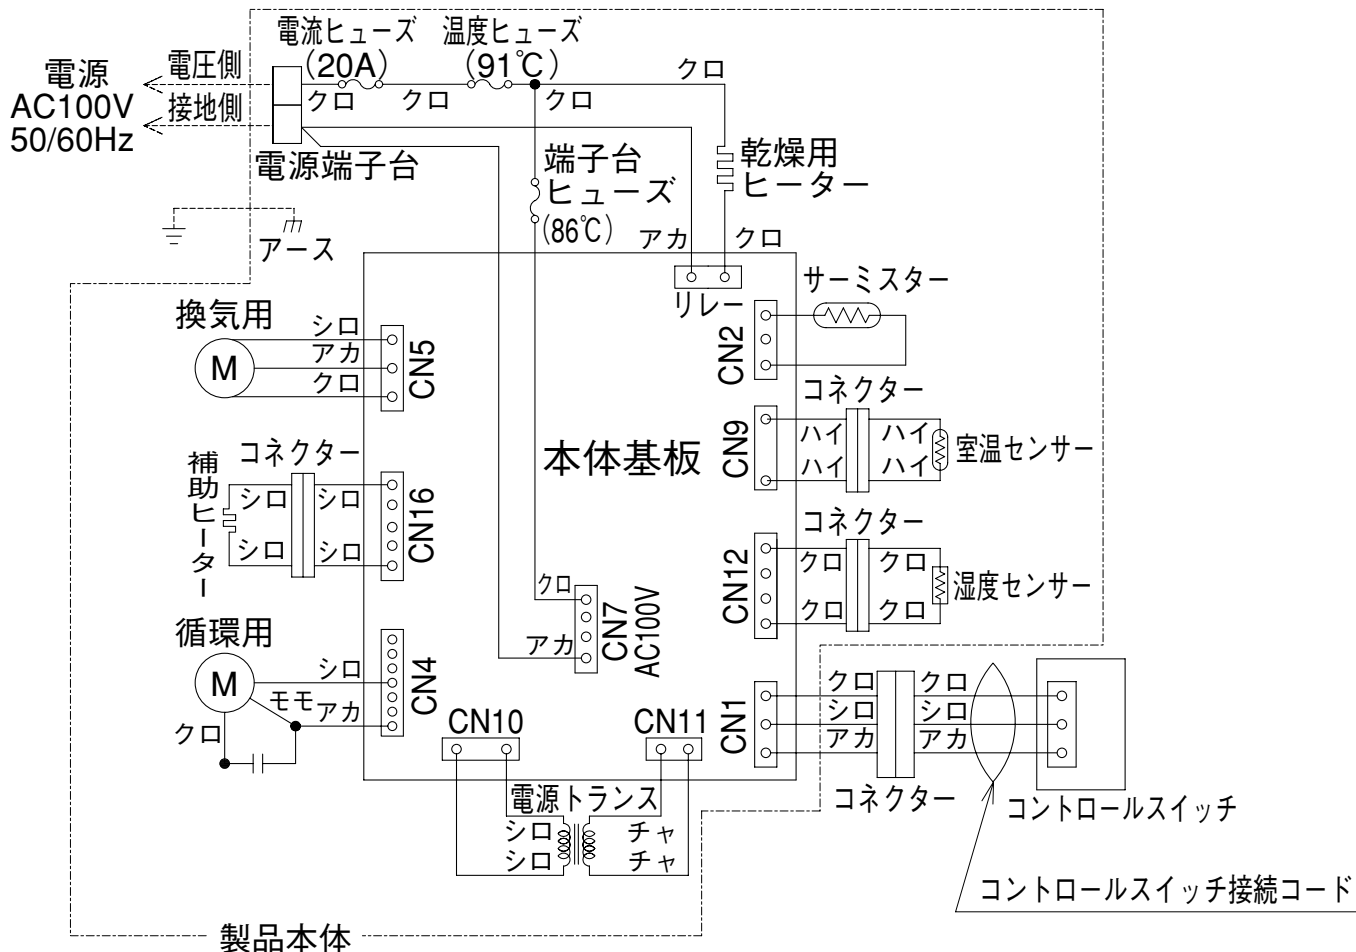 電流ヒューズ
(20A)
温度ヒューズ
(91℃)
電源
AC100V
50/60Hz
電圧側
接地側
クロ
クロ
クロ
クロ
電源端子台
端子台
ヒューズ
(86℃)
乾燥用
ヒーター
アース
アカ
クロ
リレー
サーミスター
CN2
換気用
M
シロ
アカ
クロ
CN5
コネクター
CN9
ハイ
ハイ
ハイ
ハイ
室温センサー
本体基板
補助ヒーター
コネクター
シロ
シロ
シロ
シロ
CN16
コネクター
CN12
クロ
クロ
クロ
クロ
湿度センサー
クロ
アカ
CN7
AC100V
循環用
M
シロ
モモ
アカ
クロ
CN4
CN10
CN11
CN1
クロ
シロ
アカ
クロ
シロ
アカ
コネクター
コントロールスイッチ
電源トランス
シロ
シロ
チャ
チャ
コントロールスイッチ接続コード
製品本体